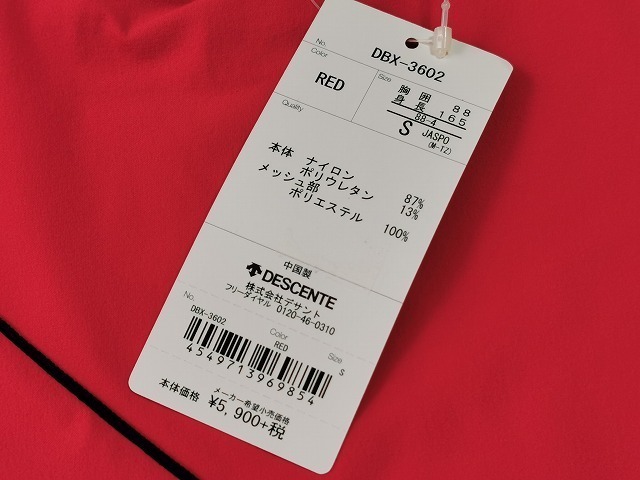 No. DBX-3602
Color RED
Size 胸囲 88
身長 165
88-4
S JASPO
(M-TZ)
Quality
本体 ナイロン 87%
ポリウレタン 13%
メッシュ部
ポリエステル 100%
中国製
DESCENTE
株式会社デサント
フリーダイヤル 0120-46-0310
No. Color Size
DBX-3602 RED S
4549713969854
メーカー希望小売価格
本体価格 ¥5,900+税